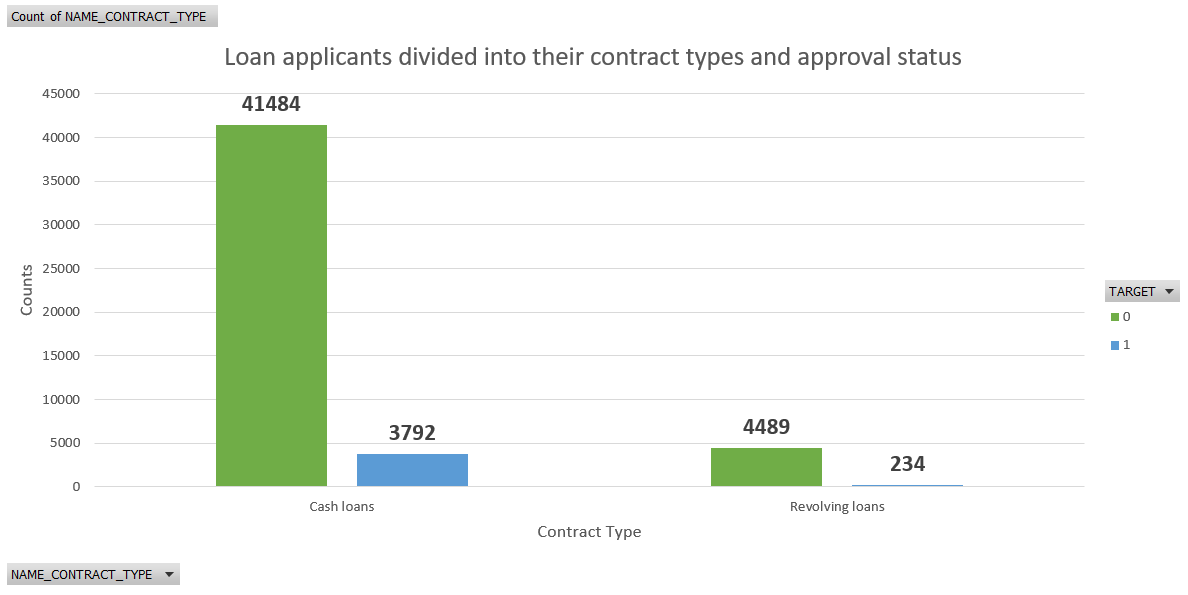 Count of NAME_CONTRACT_TYPE
Loan applicants divided into their contract types and approval status
45000
40000
35000
30000
25000
20000
15000
10000
5000
0
Counts
41484
3792
4489
234
Cash loans
Revolving loans
Contract Type
TARGET
0
1
NAME_CONTRACT_TYPE